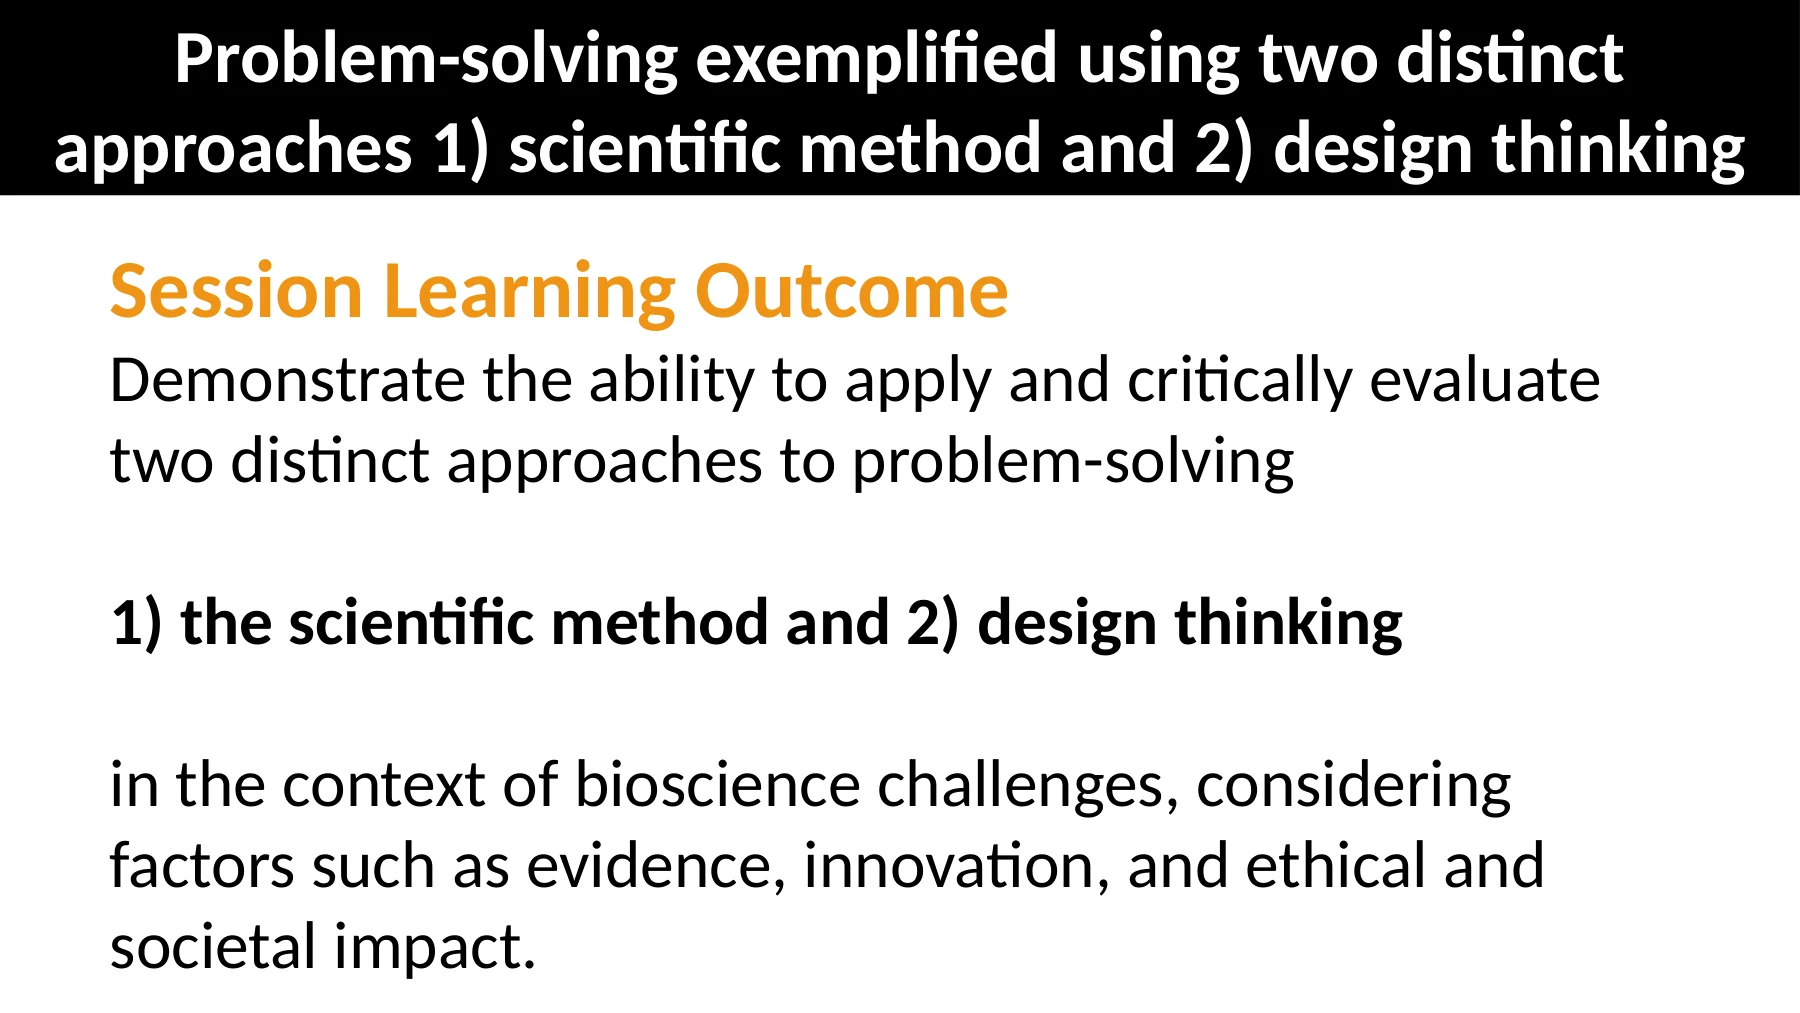 Problem-solving exemplified using two distinct
approaches 1) scientific method and 2) design thinking
Session Learning Outcome
Demonstrate the ability to apply and critically evaluate
two distinct approaches to problem-solving
1) the scientific method and 2) design thinking
in the context of bioscience challenges, considering
factors such as evidence, innovation, and ethical and
societal impact.